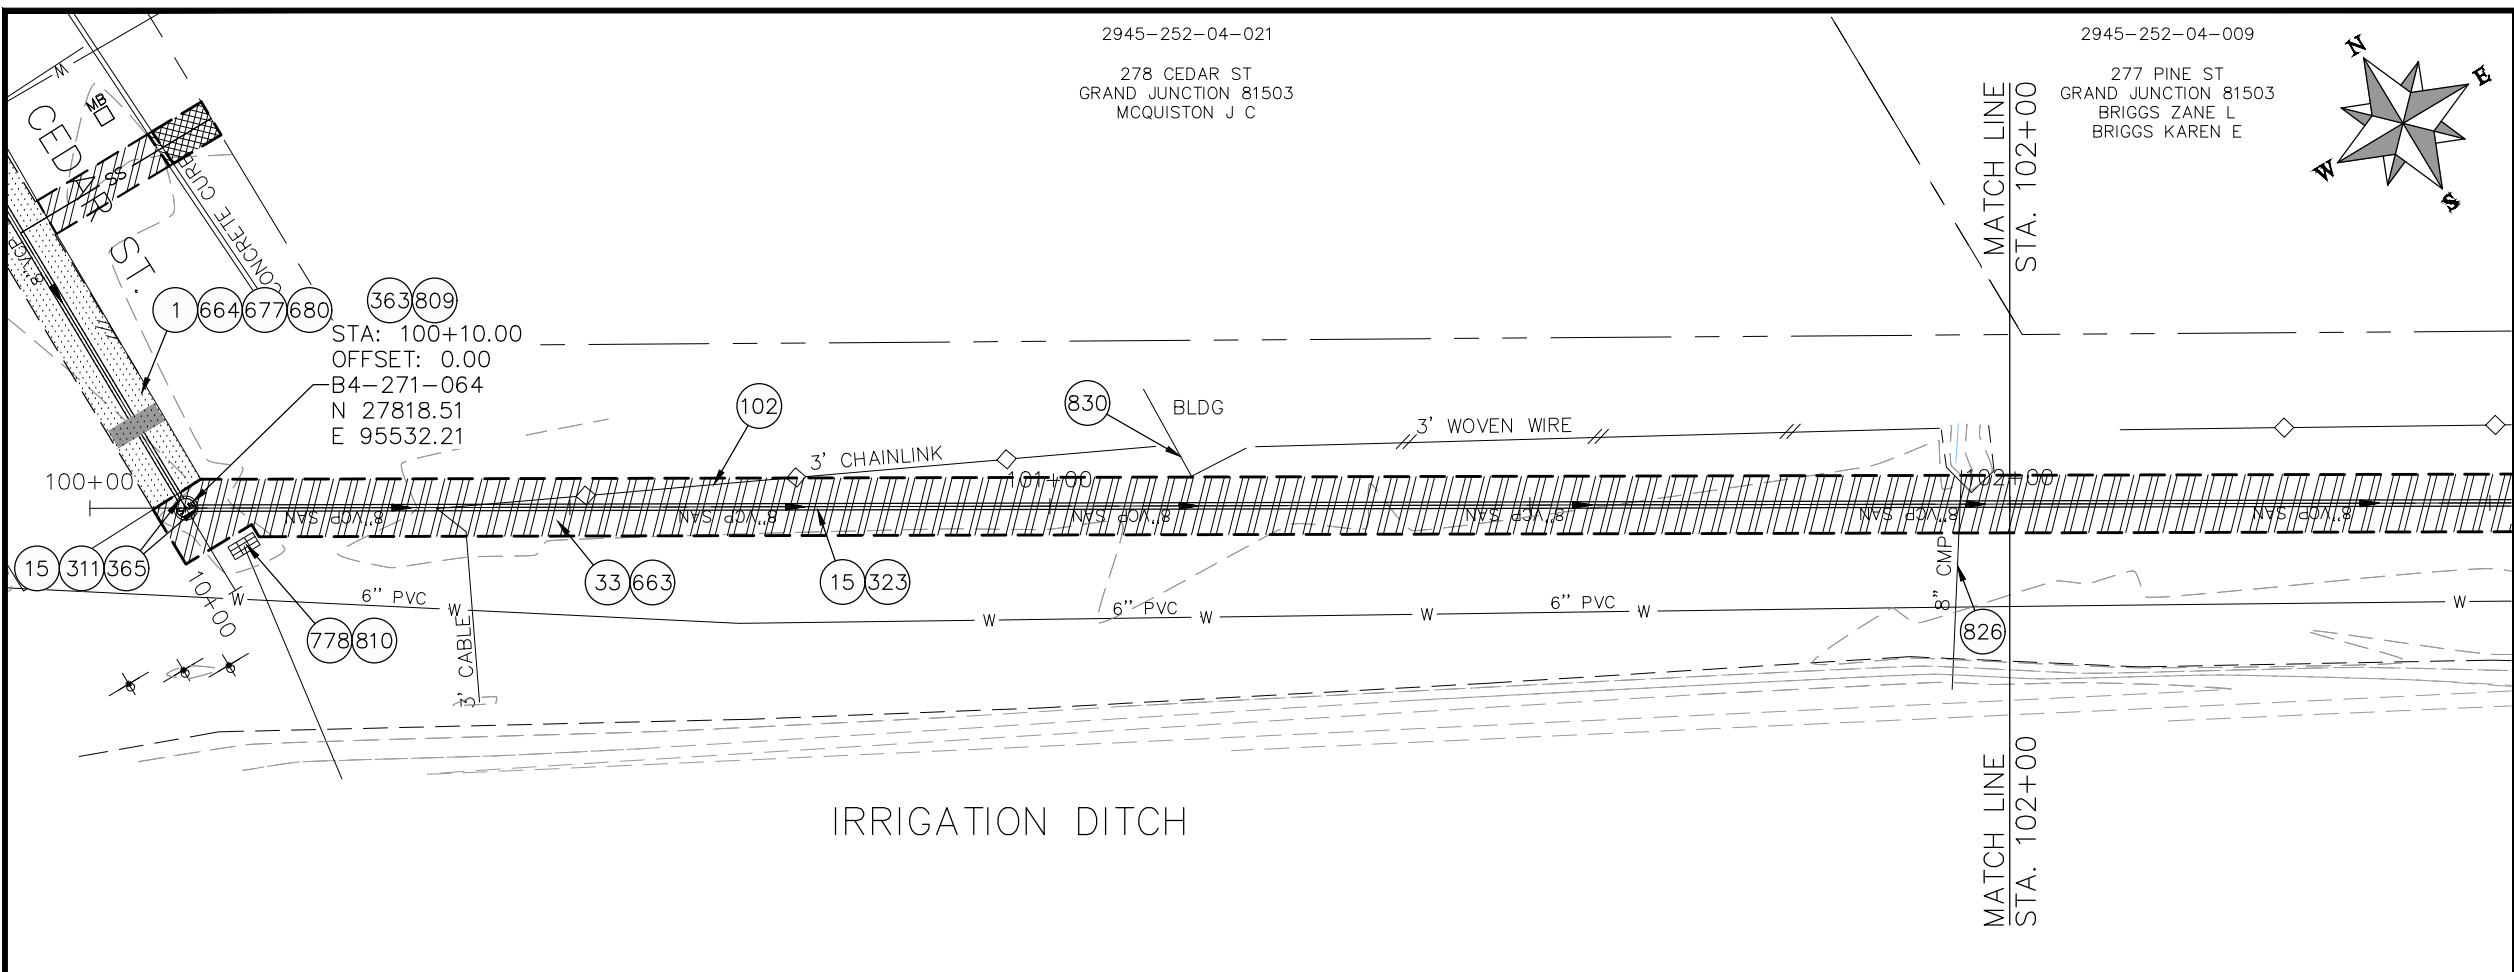 2945-252-04-021
278 CEDAR ST
GRAND JUNCTION 81503
MCQUISTON J C
2945-252-04-009
277 PINE ST
GRAND JUNCTION 81503
BRIGGS ZANE L
BRIGGS KAREN E
N
E
W
S
MATCH LINE
STA. 102+00
W
MB
CEDAR ST.
SS
CONCRETE CURB
8" VCP
1 664 677 680
363 809
STA: 100+10.00
OFFSET: 0.00
B4-271-064
N 27818.51
E 95532.21
102
830
BLDG
3' WOVEN WIRE
3' CHAINLINK
100+00
101+00
102+00
8" VCP SAN
8" VCP SAN
8" VCP SAN
8" VCP SAN
8" VCP SAN
8" VCP SAN
15 311 365
33 663
15 323
8" CMP
10+00
W
6" PVC
W
W
6" PVC
W
W
6" PVC
W
W
778 810
3' CABLE
826
IRRIGATION DITCH
MATCH LINE
STA. 102+00